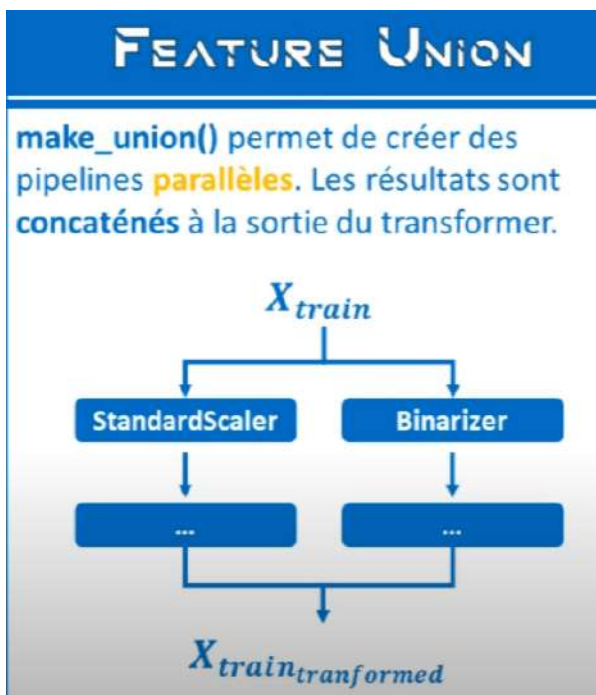 FEATURE UNION
make_union() permet de créer des
pipelines parallèles. Les résultats sont
concaténés à la sortie du transformer.
X_train
StandardScaler Binarizer
... ...
X_train_tranformed